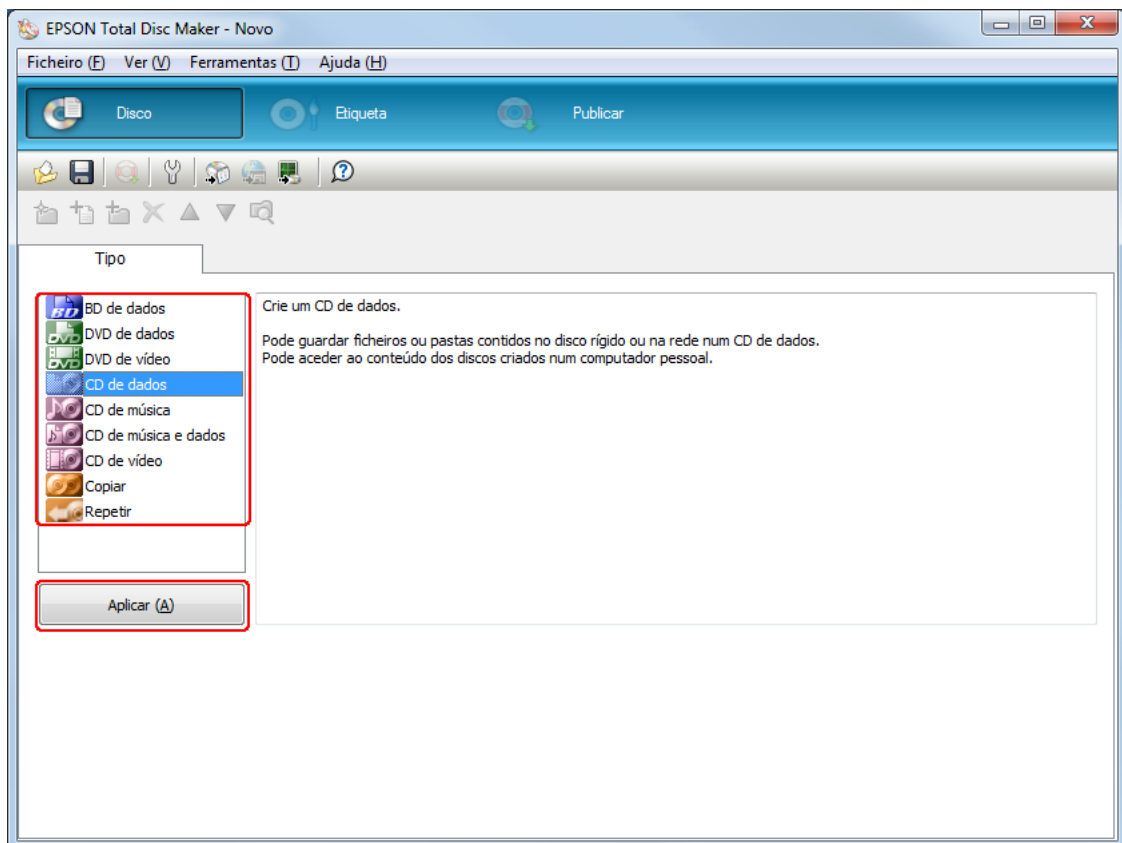 EPSON Total Disc Maker - Novo
Ficheiro (F) Ver (V) Ferramentas (T) Ajuda (H)
Disco Etiqueta Publicar
Tipo
BD de dados
DVD de dados
DVD de vídeo
CD de dados
CD de música
CD de música e dados
CD de vídeo
Copiar
Repetir
Aplicar (A)
Crie um CD de dados.
Pode guardar ficheiros ou pastas contidos no disco rígido ou na rede num CD de dados.
Pode aceder ao conteúdo dos discos criados num computador pessoal.